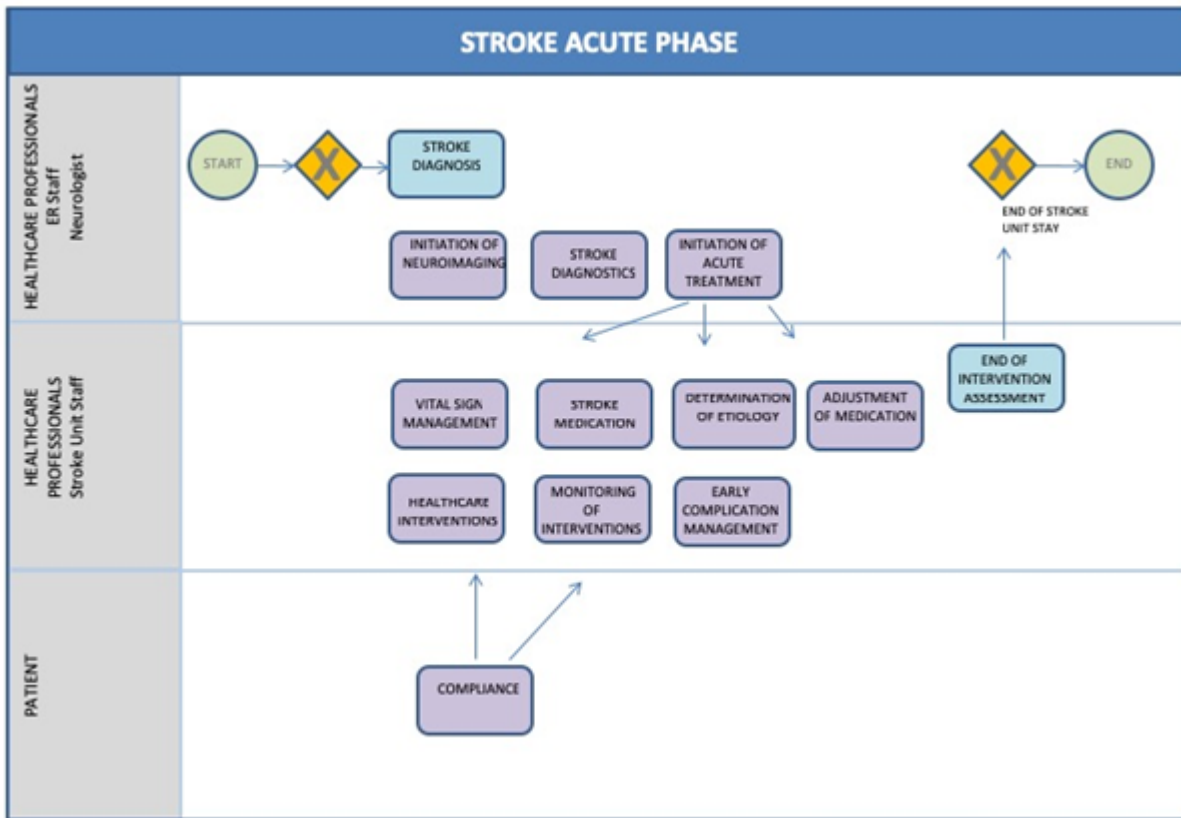 STROKE ACUTE PHASE
HEALTHCARE PROFESSIONALS
ER Staff
Neurologist
START
X
STROKE
DIAGNOSIS
X
END
END OF STROKE
UNIT STAY
INITIATION OF
NEUROIMAGING
STROKE
DIAGNOSTICS
INITIATION OF
ACUTE
TREATMENT
HEALTHCARE
PROFESSIONALS
Stroke Unit Staff
END OF
INTERVENTION
ASSESSMENT
VITAL SIGN
MANAGEMENT
STROKE
MEDICATION
DETERMINATION
OF ETIOLOGY
ADJUSTMENT
OF MEDICATION
HEALTHCARE
INTERVENTIONS
MONITORING
OF
INTERVENTIONS
EARLY
COMPLICATION
MANAGEMENT
PATIENT
COMPLIANCE